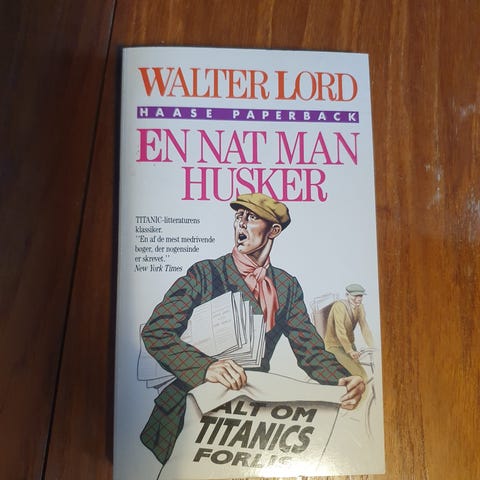 WALTER LORD
HAASE PAPERBACK
EN NAT MAN
HUSKER
TITANIC-litteraturens
klassiker.
"En af de mest medrivende
bøger, der nogensinde
er skrevet."
New York Times
ALT OM
TITANICS
FORLIS